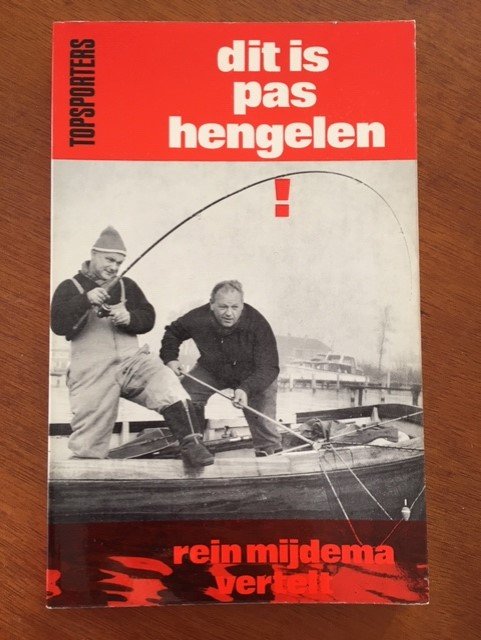 TOPSPORTERS
dit is
pas
hengelen
!
rein mijdema
vertelt